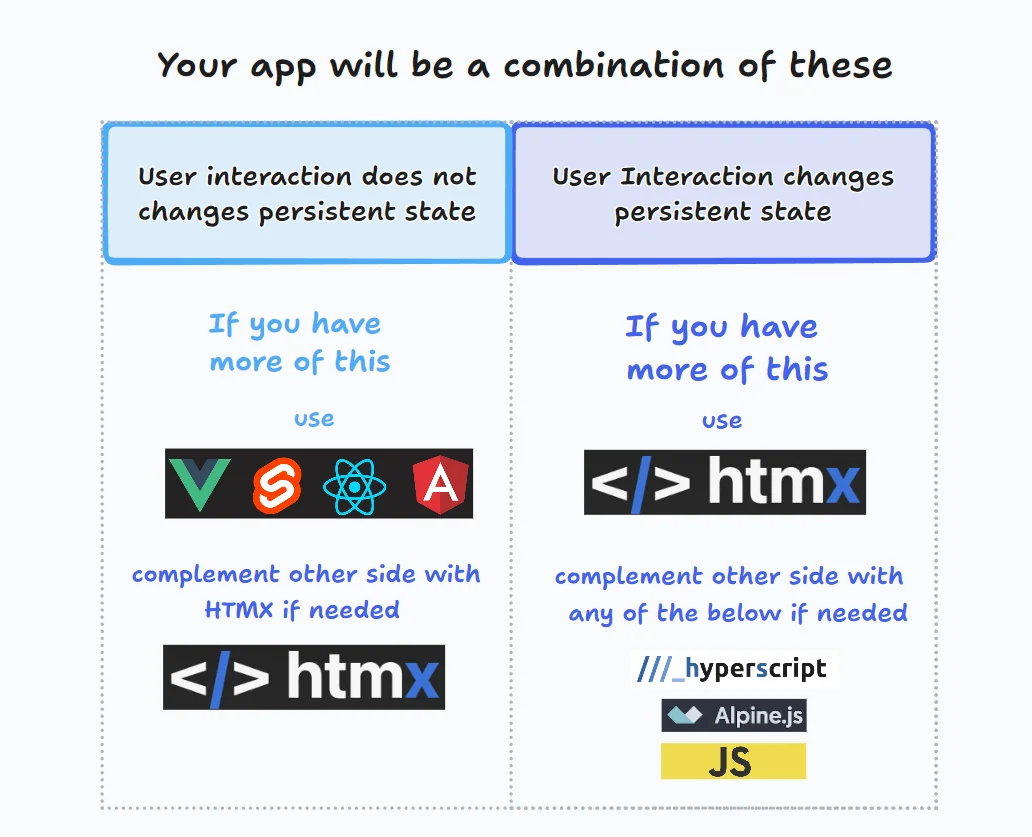 Your app will be a combination of these
User interaction does not
changes persistent state
User Interaction changes
persistent state
If you have
more of this
use
complement other side with
HTMX if needed
</> htmx
If you have
more of this
use
</> htmx
complement other side with
any of the below if needed
///_hyperscript
Alpine.js
JS